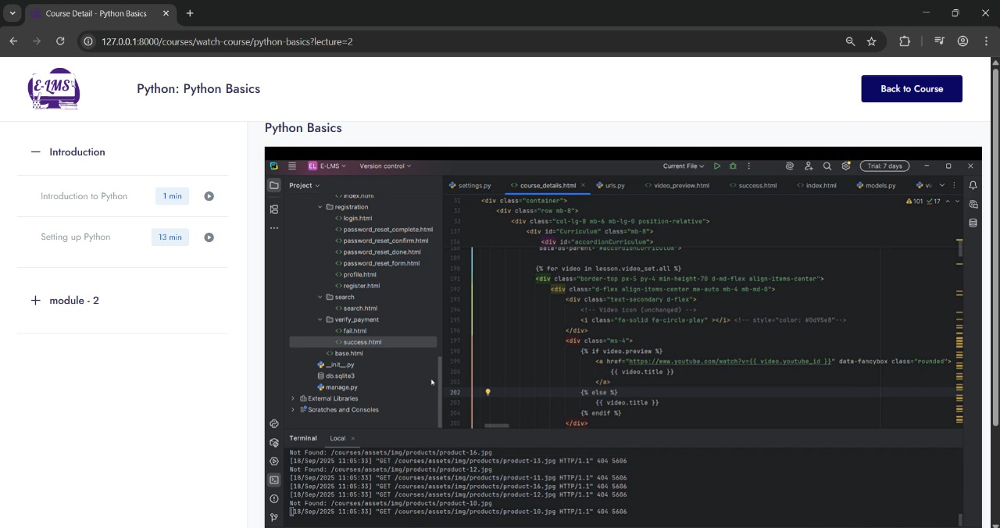 Course Detail - Python Basics
127.0.0.1:8000/courses/watch-course/python-basics?lecture=2
E-LMS
Python: Python Basics
Back to Course
Introduction
Introduction to Python
1 min
Setting up Python
13 min
module - 2
Python Basics
EL E-LMS
Version control
Current File
Trial: 7 days
Project
settings.py
course_details.html
urls.py
video_preview.html
success.html
index.html
models.py
index.html
registration
login.html
password_reset_complete.html
password_reset_confirm.html
password_reset_done.html
password_reset_form.html
profile.html
register.html
search
search.html
verify_payment
fail.html
success.html
base.html
__init__.py
db.sqlite3
manage.py
External Libraries
Scratches and Consoles
101 17
31 <div class="container">
32 <div class="row mb-8">
33 <div class="col-lg-8 mb-6 mb-lg-0 position-relative">
137 <div id="Curriculum" class="mb-8">
156 <div id="accordionCurriculum">
188 data-bs-parent="#accordionCurriculum">
189
190 {% for video in lesson.video_set.all %}
191 <div class="border-top px-5 py-4 min-height-70 d-md-flex align-items-center">
192 <div class="d-flex align-items-center me-auto mb-4 mb-md-0">
193 <div class="text-secondary d-flex">
194 <!-- Video icon (unchanged) -->
195 <i class="fa-solid fa-circle-play" ></i> <!-- style="color: #0d95e8"-->
196 </div>
197 <div class="ms-4">
198 {% if video.preview %}
199 <a href="https://www.youtube.com/watch?v={{ video.youtube_id }}" data-fancybox class="rounded">
200 {{ video.title }}
201 </a>
202 {% else %}
203 {{ video.title }}
204 {% endif %}
205 </div>
Terminal
Local
Not Found: /courses/assets/img/products/product-16.jpg
[18/Sep/2025 11:05:33] "GET /courses/assets/img/products/product-13.jpg HTTP/1.1" 404 5606
Not Found: /courses/assets/img/products/product-12.jpg
[18/Sep/2025 11:05:33] "GET /courses/assets/img/products/product-11.jpg HTTP/1.1" 404 5606
[18/Sep/2025 11:05:33] "GET /courses/assets/img/products/product-16.jpg HTTP/1.1" 404 5606
[18/Sep/2025 11:05:33] "GET /courses/assets/img/products/product-12.jpg HTTP/1.1" 404 5606
Not Found: /courses/assets/img/products/product-10.jpg
[18/Sep/2025 11:05:33] "GET /courses/assets/img/products/product-10.jpg HTTP/1.1" 404 5606